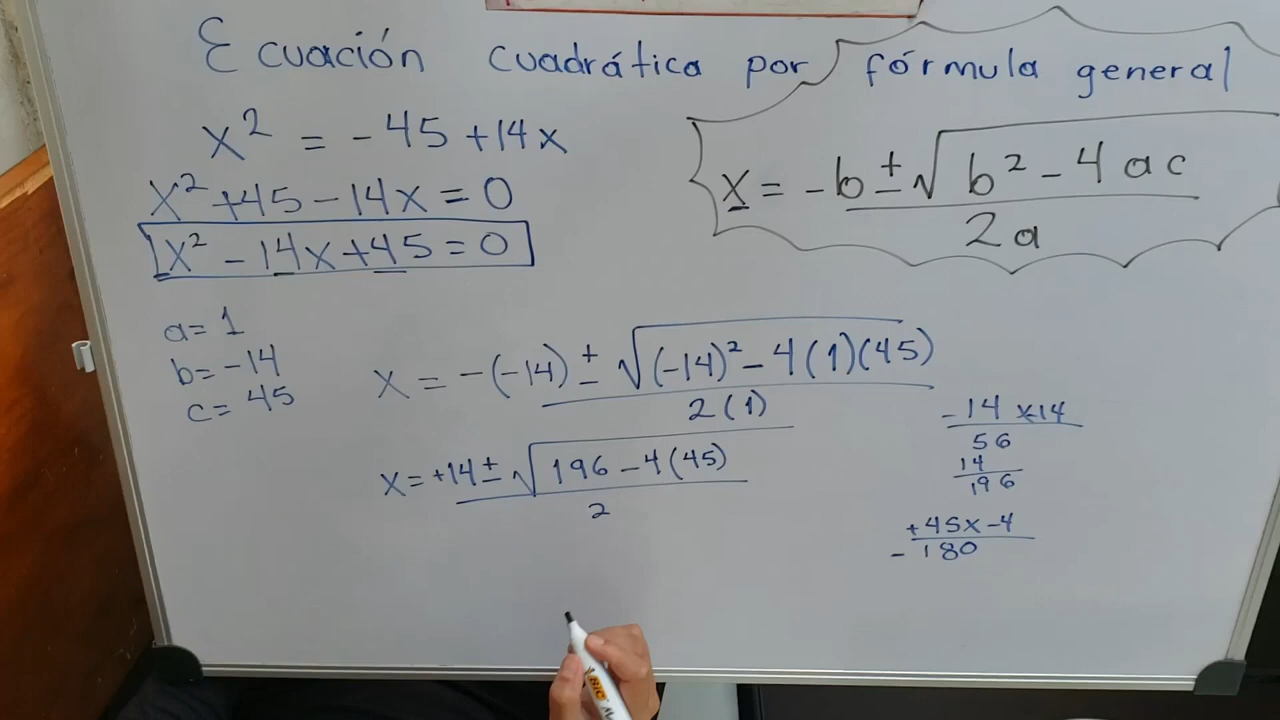 Ecuación cuadrática por fórmula general
x² = -45 +14x
x² +45 -14x = 0
x² - 14x +45 = 0
x = -b ± √b² - 4ac
2a
a= 1
b= -14
c= 45
x = -(-14) ± √(-14)² - 4(1)(45)
2(1)
x = +14 ± √196 - 4(45)
2
-14 x-14
56
14
196
+45x-4
-180